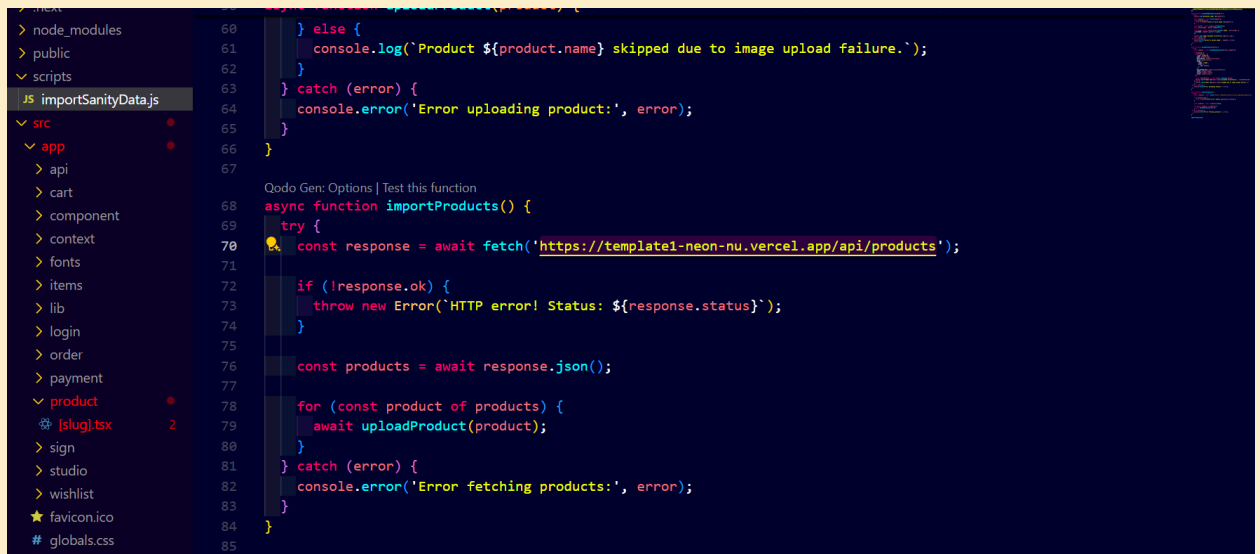 node_modules
public
scripts
JS importSanityData.js
src
app
api
cart
component
context
fonts
items
lib
login
order
payment
product
[slug].tsx 2
sign
studio
wishlist
favicon.ico
# globals.css
60 } else {
61 console.log(`Product ${product.name} skipped due to image upload failure.`);
62 }
63 } catch (error) {
64 console.error('Error uploading product:', error);
65 }
66 }
67
Qodo Gen: Options | Test this function
68 async function importProducts() {
69 try {
70 const response = await fetch('https://template1-neon-nu.vercel.app/api/products');
71
72 if (!response.ok) {
73 throw new Error(`HTTP error! Status: ${response.status}`);
74 }
75
76 const products = await response.json();
77
78 for (const product of products) {
79 await uploadProduct(product);
80 }
81 } catch (error) {
82 console.error('Error fetching products:', error);
83 }
84 }
85